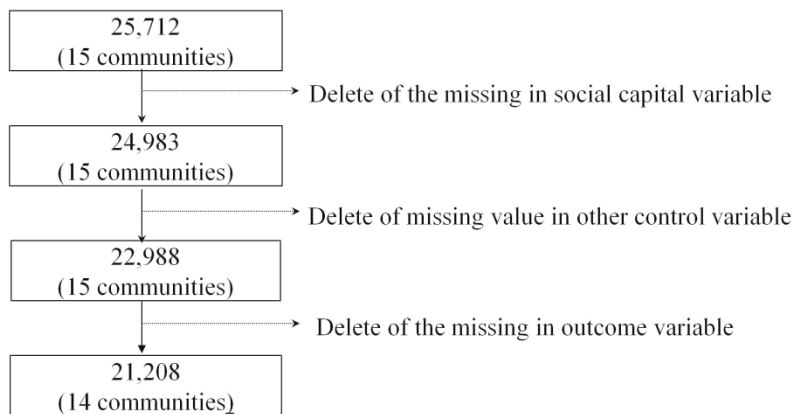 25,712
(15 communities)
Delete of the missing in social capital variable
24,983
(15 communities)
Delete of missing value in other control variable
22,988
(15 communities)
Delete of the missing in outcome variable
21,208
(14 communities)